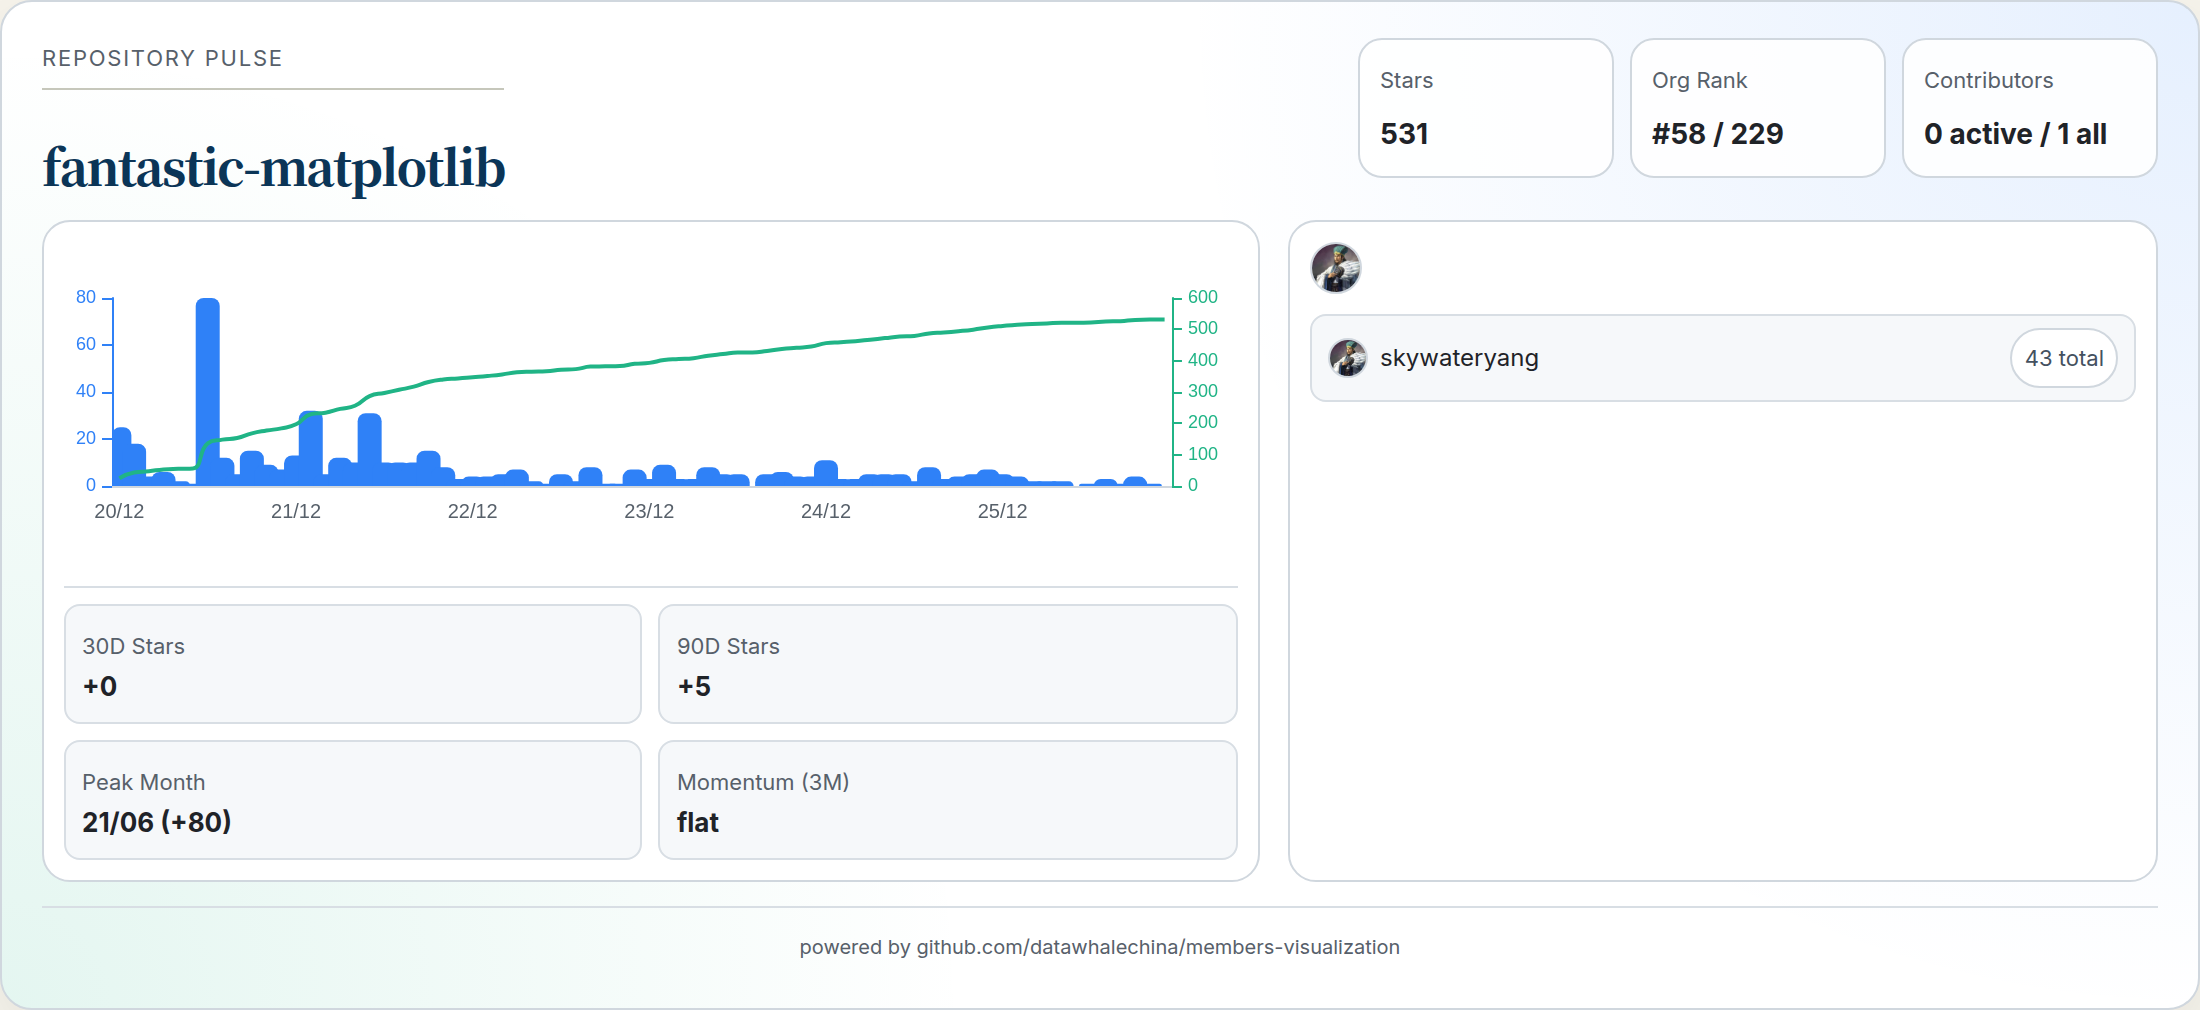 REPOSITORY PULSE
fantastic-matplotlib
Stars
531
Org Rank
#58 / 229
Contributors
0 active / 1 all
80
60
40
20
0
600
500
400
300
200
100
0
20/12
21/12
22/12
23/12
24/12
25/12
30D Stars
+0
90D Stars
+5
Peak Month
21/06 (+80)
Momentum (3M)
flat
skywateryang
43 total
powered by github.com/datawhalechina/members-visualization